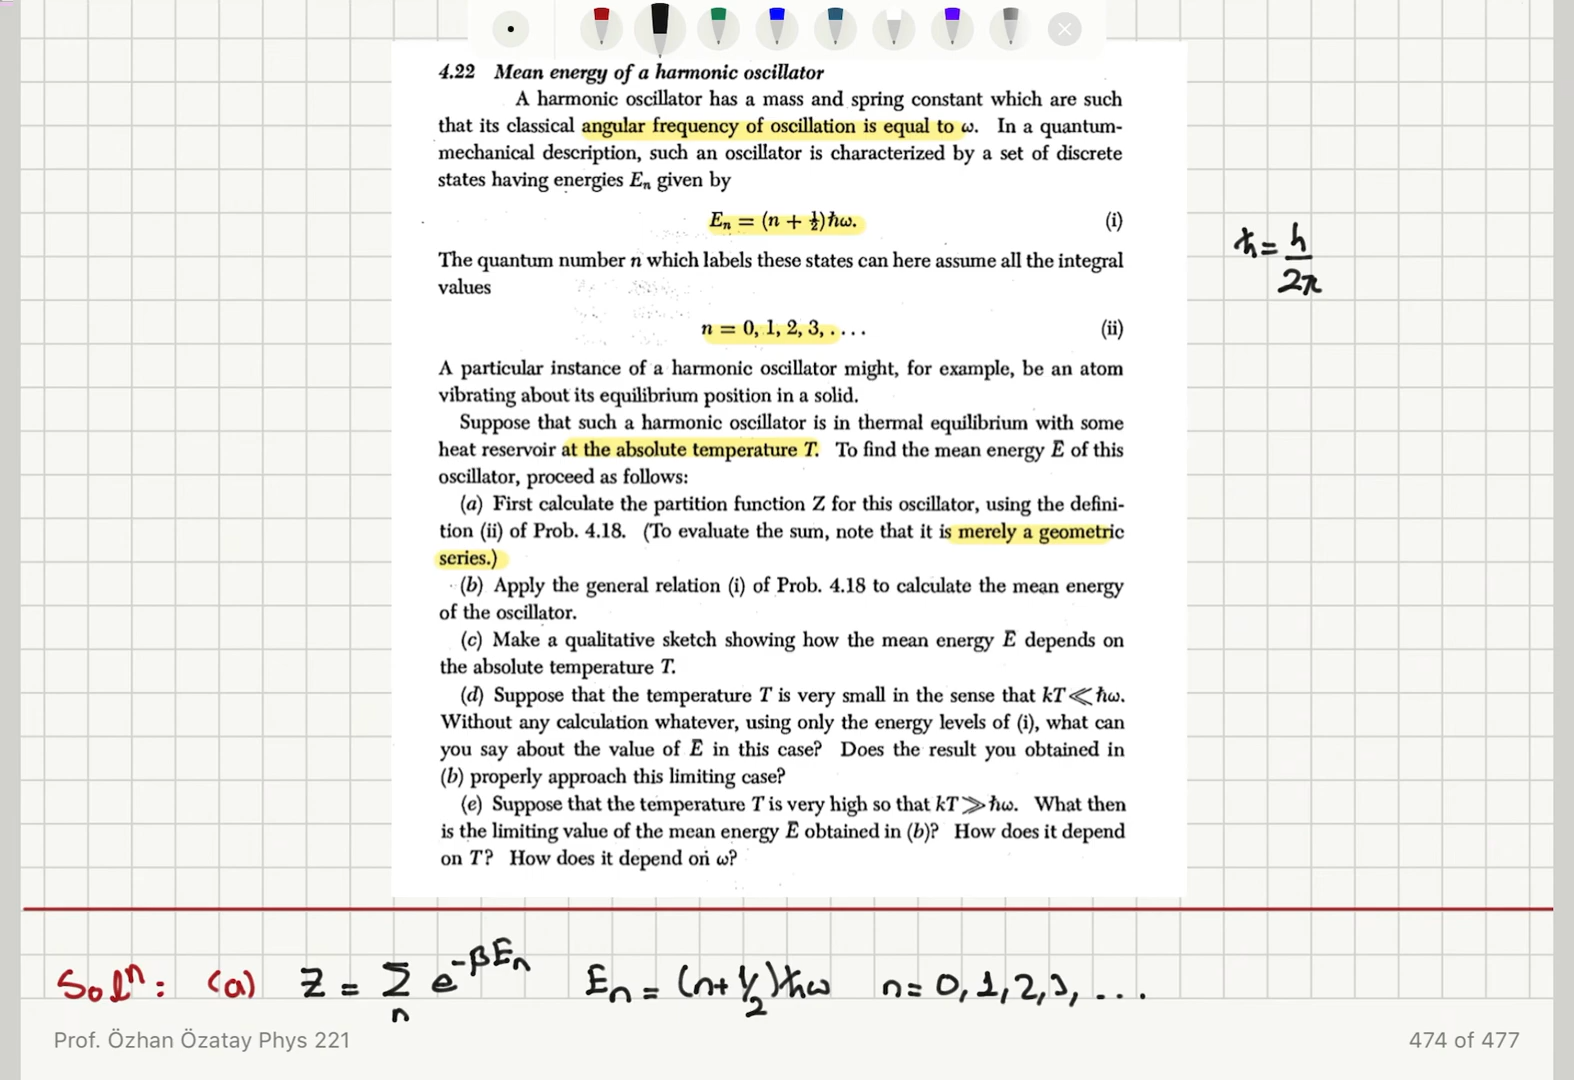 4.22 Mean energy of a harmonic oscillator
A harmonic oscillator has a mass and spring constant which are such
that its classical angular frequency of oscillation is equal to ω. In a quantum-
mechanical description, such an oscillator is characterized by a set of discrete
states having energies Eₙ given by
Eₙ = (n + ½)ħω. (i)
ħ = h/2π
The quantum number n which labels these states can here assume all the integral
values
n = 0, 1, 2, 3, . . . . (ii)
A particular instance of a harmonic oscillator might, for example, be an atom
vibrating about its equilibrium position in a solid.
Suppose that such a harmonic oscillator is in thermal equilibrium with some
heat reservoir at the absolute temperature T. To find the mean energy Ē of this
oscillator, proceed as follows:
(a) First calculate the partition function Z for this oscillator, using the defini-
tion (ii) of Prob. 4.18. (To evaluate the sum, note that it is merely a geometric
series.)
(b) Apply the general relation (i) of Prob. 4.18 to calculate the mean energy
of the oscillator.
(c) Make a qualitative sketch showing how the mean energy Ē depends on
the absolute temperature T.
(d) Suppose that the temperature T is very small in the sense that kT ≪ ħω.
Without any calculation whatever, using only the energy levels of (i), what can
you say about the value of Ē in this case? Does the result you obtained in
(b) properly approach this limiting case?
(e) Suppose that the temperature T is very high so that kT ≫ ħω. What then
is the limiting value of the mean energy Ē obtained in (b)? How does it depend
on T? How does it depend on ω?
Solⁿ: (a) Z = Σₙ e^(-βEₙ) Eₙ = (n + 1/2)ħω n = 0, 1, 2, 3, ...
Prof. Özhan Özatay Phys 221
474 of 477